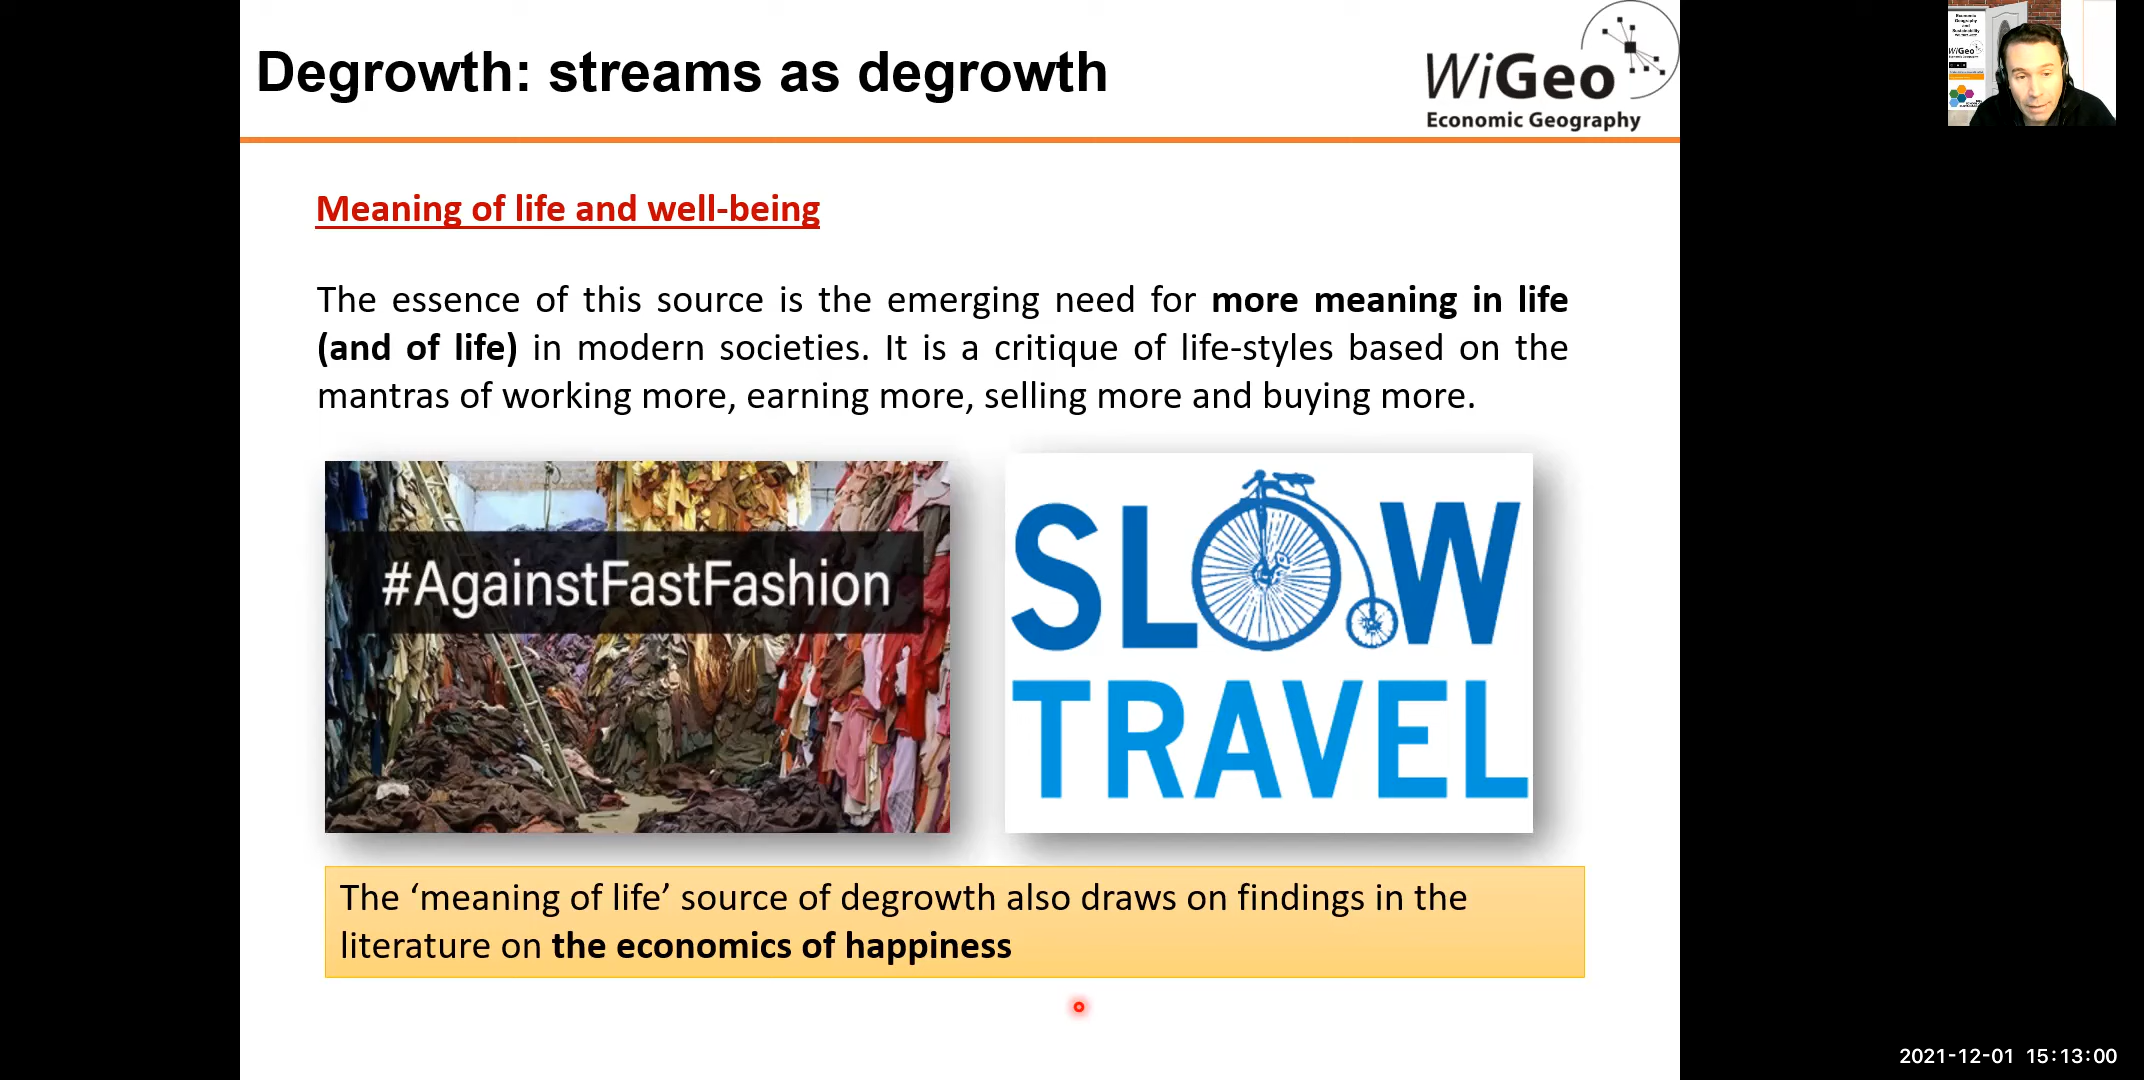 Degrowth: streams as degrowth
WiGeo
Economic Geography
Meaning of life and well-being
The essence of this source is the emerging need for more meaning in life
(and of life) in modern societies. It is a critique of life-styles based on the
mantras of working more, earning more, selling more and buying more.
#AgainstFastFashion
SLOW
TRAVEL
The ‘meaning of life’ source of degrowth also draws on findings in the
literature on the economics of happiness
Economic
Geography
and
WiGeo
2021-12-01 15:13:00